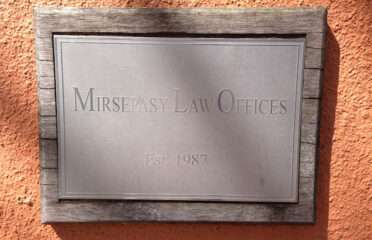 Mirsepasy Law Offices
Est. 1987